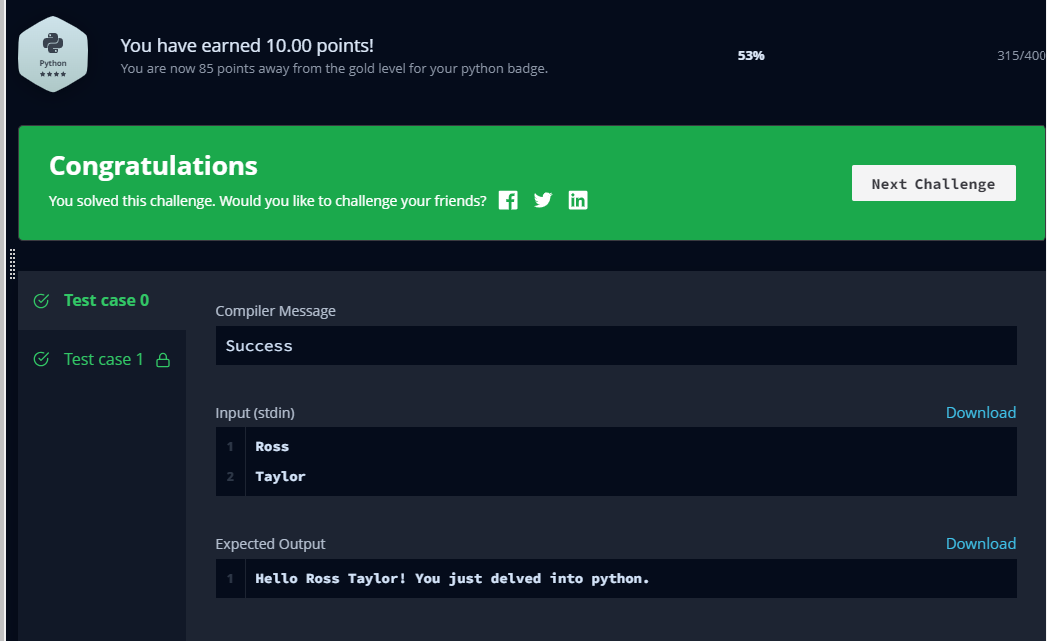 Python
★★★★
You have earned 10.00 points!
You are now 85 points away from the gold level for your python badge.
53%
315/400
Congratulations
You solved this challenge. Would you like to challenge your friends?
Next Challenge
Test case 0
Test case 1
Compiler Message
Success
Input (stdin)
Download
1 Ross
2 Taylor
Expected Output
Download
1 Hello Ross Taylor! You just delved into python.